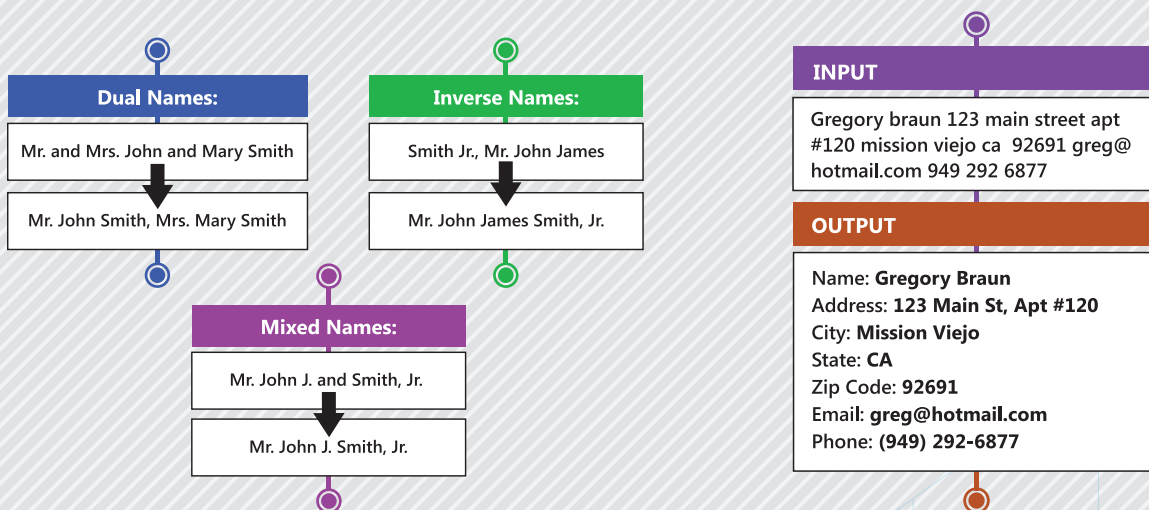 Dual Names:
Mr. and Mrs. John and Mary Smith
Mr. John Smith, Mrs. Mary Smith
Inverse Names:
Smith Jr., Mr. John James
Mr. John James Smith, Jr.
Mixed Names:
Mr. John J. and Smith, Jr.
Mr. John J. Smith, Jr.
INPUT
Gregory braun 123 main street apt
#120 mission viejo ca  92691 greg@
hotmail.com 949 292 6877
OUTPUT
Name: Gregory Braun
Address: 123 Main St, Apt #120
City: Mission Viejo
State: CA
Zip Code: 92691
Email: greg@hotmail.com
Phone: (949) 292-6877